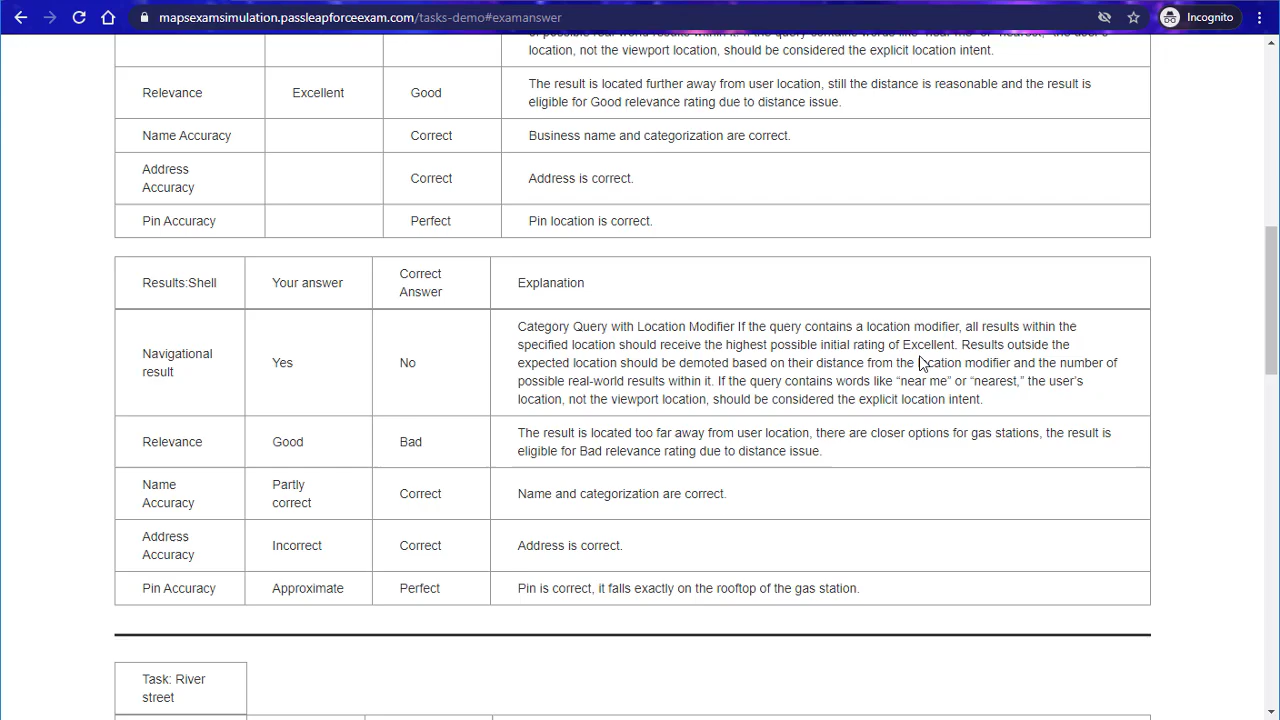 mapsexamsimulation.passleapforceexam.com/tasks-demo#examanswer
Incognito
location, not the viewport location, should be considered the explicit location intent.
Relevance
Excellent
Good
The result is located further away from user location, still the distance is reasonable and the result is
eligible for Good relevance rating due to distance issue.
Name Accuracy
Correct
Business name and categorization are correct.
Address
Accuracy
Correct
Address is correct.
Pin Accuracy
Perfect
Pin location is correct.
Results:Shell
Your answer
Correct
Answer
Explanation
Navigational
result
Yes
No
Category Query with Location Modifier If the query contains a location modifier, all results within the
specified location should receive the highest possible initial rating of Excellent. Results outside the
expected location should be demoted based on their distance from the location modifier and the number of
possible real-world results within it. If the query contains words like “near me” or “nearest,” the user’s
location, not the viewport location, should be considered the explicit location intent.
Relevance
Good
Bad
The result is located too far away from user location, there are closer options for gas stations, the result is
eligible for Bad relevance rating due to distance issue.
Name
Accuracy
Partly
correct
Correct
Name and categorization are correct.
Address
Accuracy
Incorrect
Correct
Address is correct.
Pin Accuracy
Approximate
Perfect
Pin is correct, it falls exactly on the rooftop of the gas station.
Task: River
street